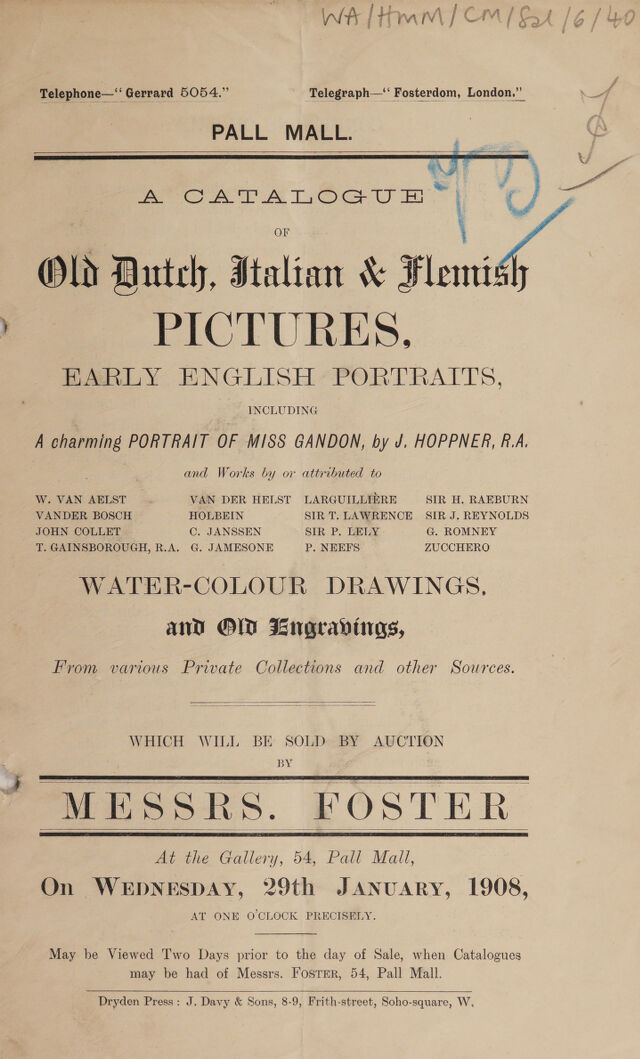 WA/HMM/CM/Sal/6/40
Telephone—“Gerrard 5054.” Telegraph—“Fosterdom, London.”
PALL MALL.
A CATALOGUE
OF
Old Dutch, Italian & Flemish
PICTURES,
EARLY ENGLISH PORTRAITS,
INCLUDING
A charming PORTRAIT OF MISS GANDON, by J. HOPPNER, R.A.
and Works by or attributed to
W. VAN AELST VAN DER HELST LARGUILLIÈRE SIR H. RAEBURN
VANDER BOSCH HOLBEIN SIR T. LAWRENCE SIR J. REYNOLDS
JOHN COLLET C. JANSSEN SIR P. LELY G. ROMNEY
T. GAINSBOROUGH, R.A. G. JAMESONE P. NEEFS ZUCCHERO
WATER-COLOUR DRAWINGS,
and Old Engravings,
From various Private Collections and other Sources.
WHICH WILL BE SOLD BY AUCTION
BY
MESSRS. FOSTER
At the Gallery, 54, Pall Mall,
On WEDNESDAY, 29th JANUARY, 1908,
AT ONE O'CLOCK PRECISELY.
May be Viewed Two Days prior to the day of Sale, when Catalogues
may be had of Messrs. FOSTER, 54, Pall Mall.
Dryden Press: J. Davy & Sons, 8-9, Frith-street, Soho-square, W.